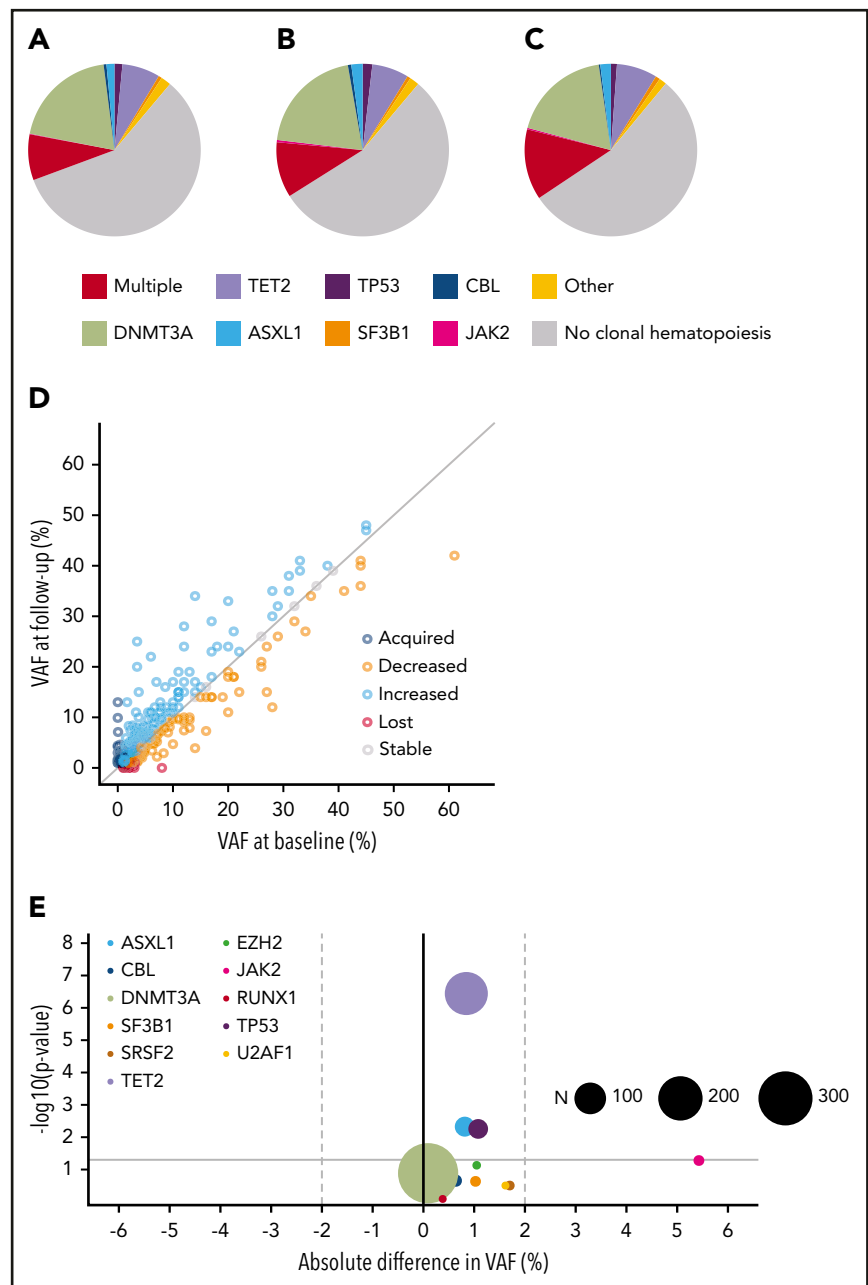 A B C
Multiple TET2 TP53 CBL Other
DNMT3A ASXL1 SF3B1 JAK2 No clonal hematopoiesis
D
VAF at follow-up (%)
60
50
40
30
20
10
0
Acquired
Decreased
Increased
Lost
Stable
0 10 20 30 40 50 60
VAF at baseline (%)
E
-log10(p-value)
8
7
6
5
4
3
2
1
ASXL1 EZH2
CBL JAK2
DNMT3A RUNX1
SF3B1 TP53
SRSF2 U2AF1
TET2
N 100 200 300
-6 -5 -4 -3 -2 -1 0 1 2 3 4 5 6
Absolute difference in VAF (%)